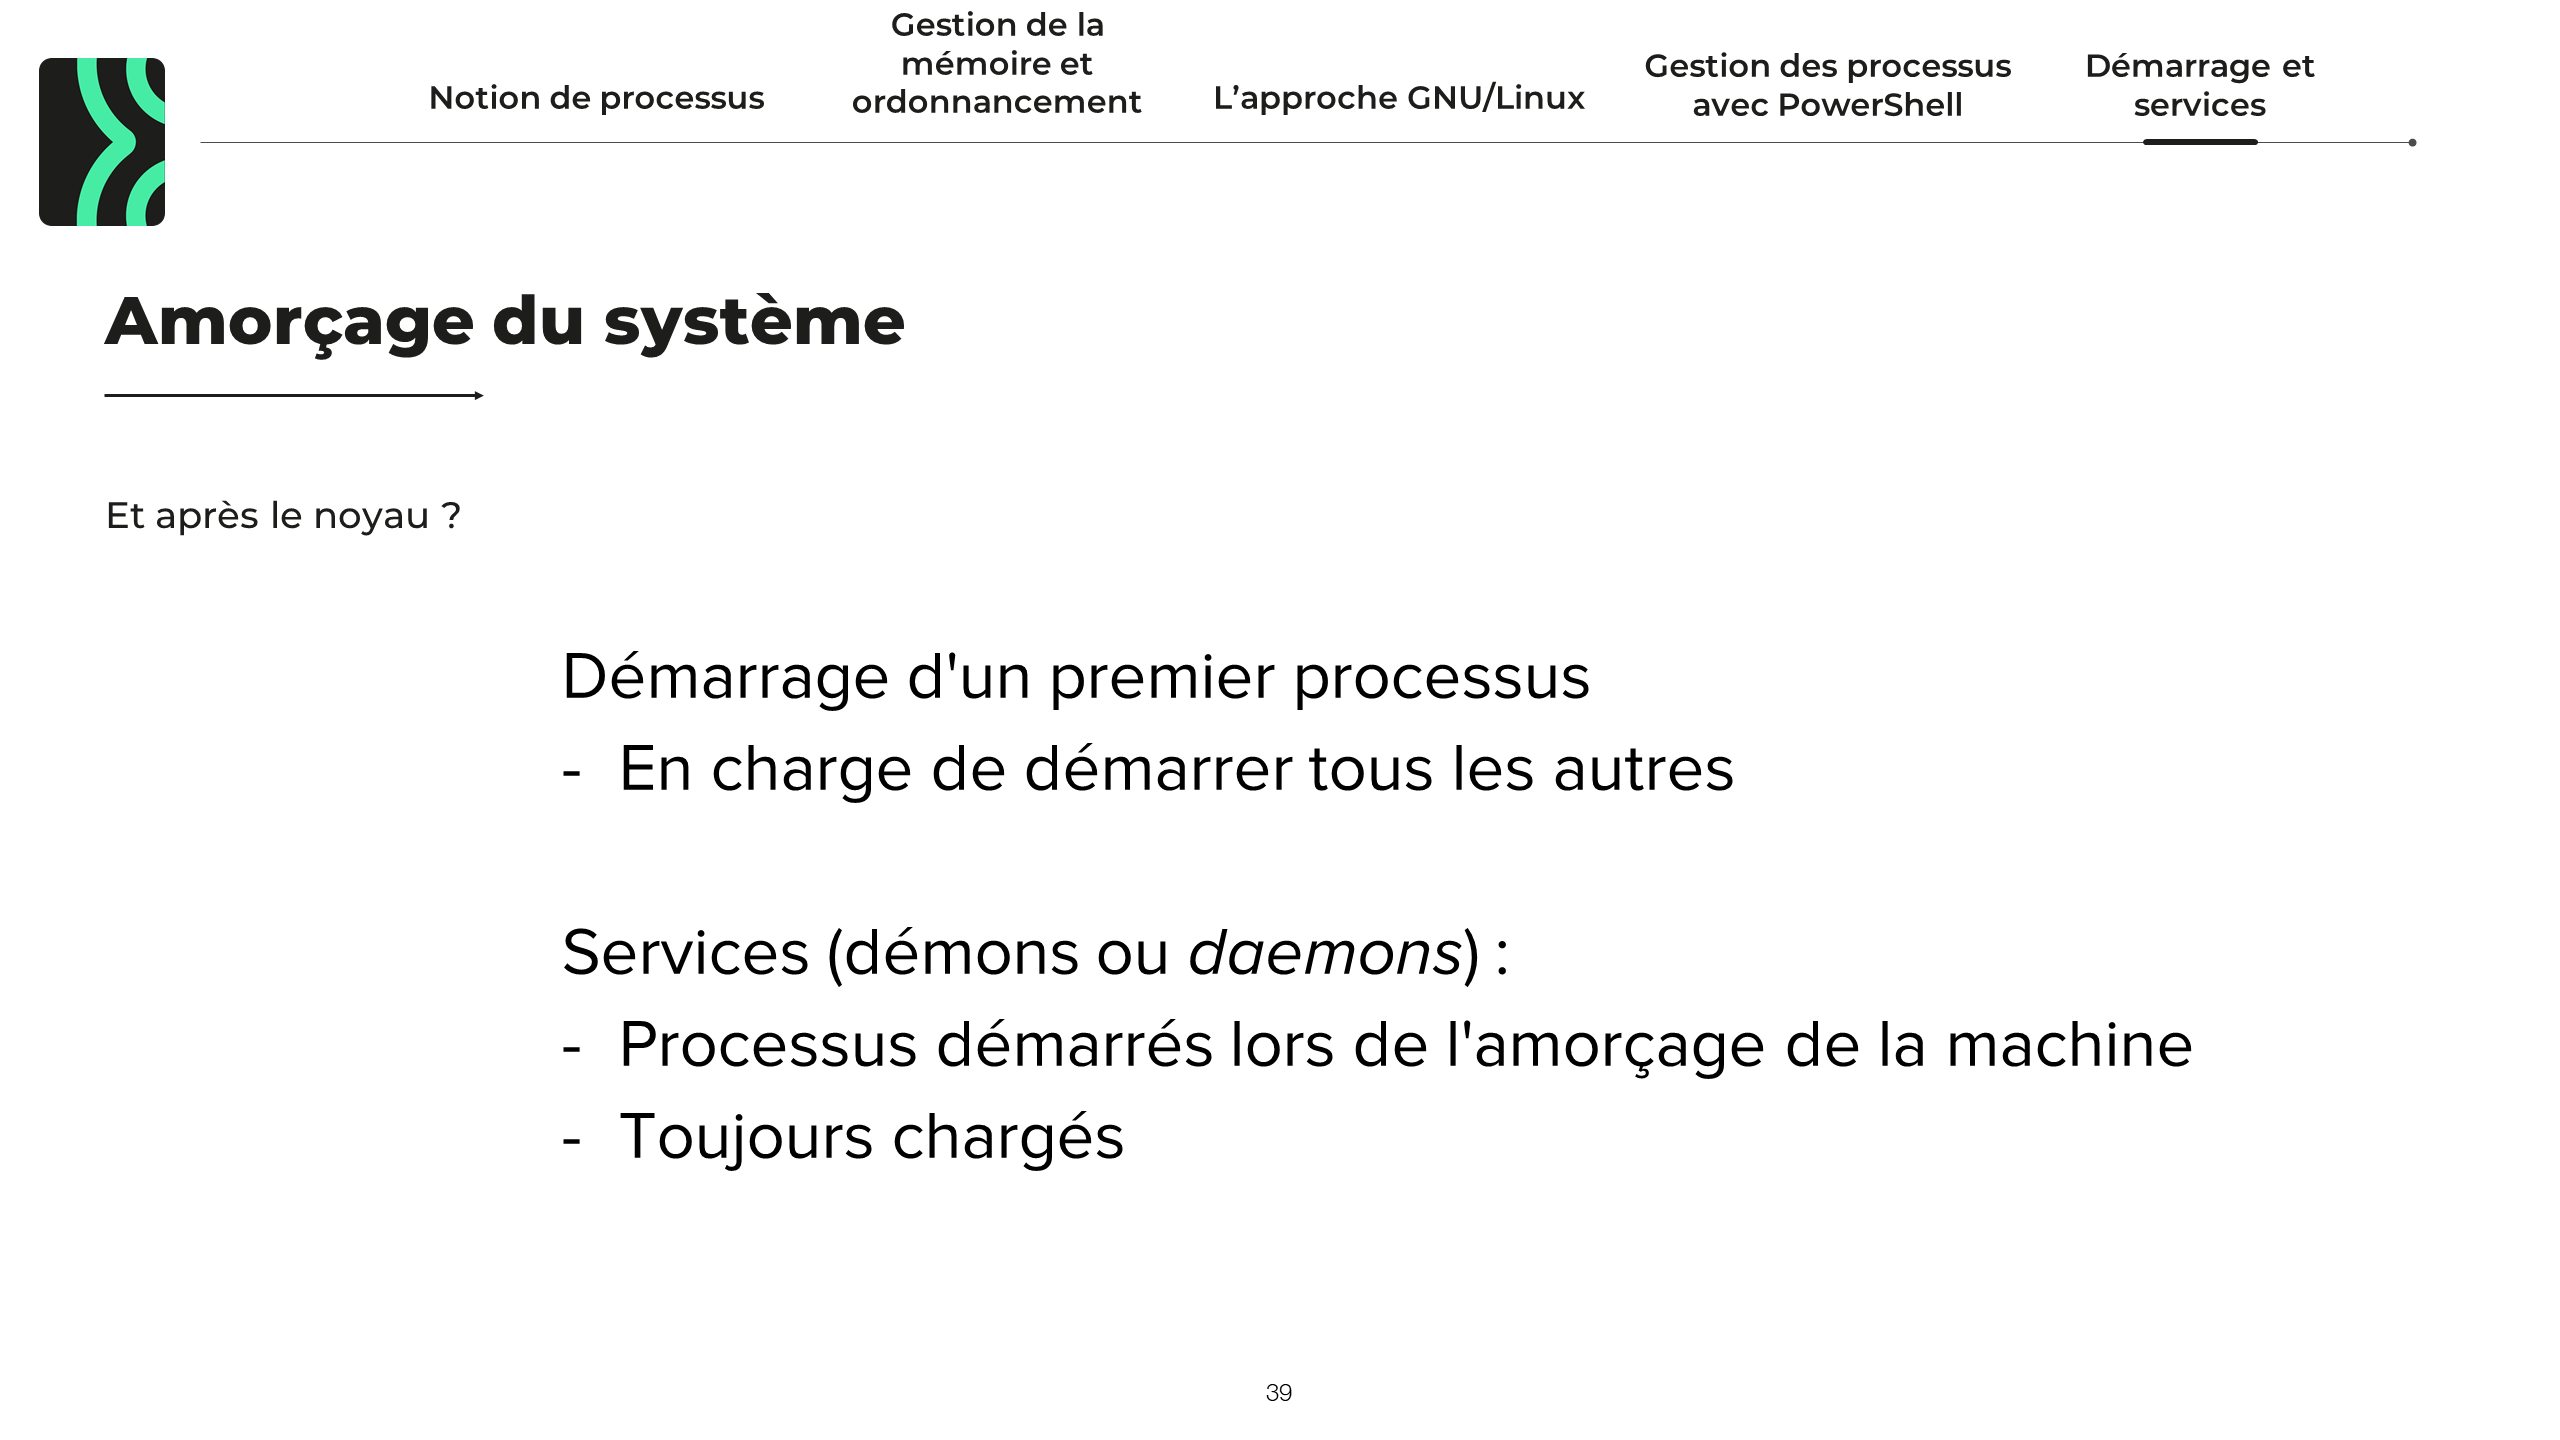 Notion de processus
Gestion de la
mémoire et
ordonnancement
L’approche GNU/Linux
Gestion des processus
avec PowerShell
Démarrage et
services
Amorçage du système
Et après le noyau ?
Démarrage d'un premier processus
- En charge de démarrer tous les autres
Services (démons ou daemons) :
- Processus démarrés lors de l'amorçage de la machine
- Toujours chargés
39